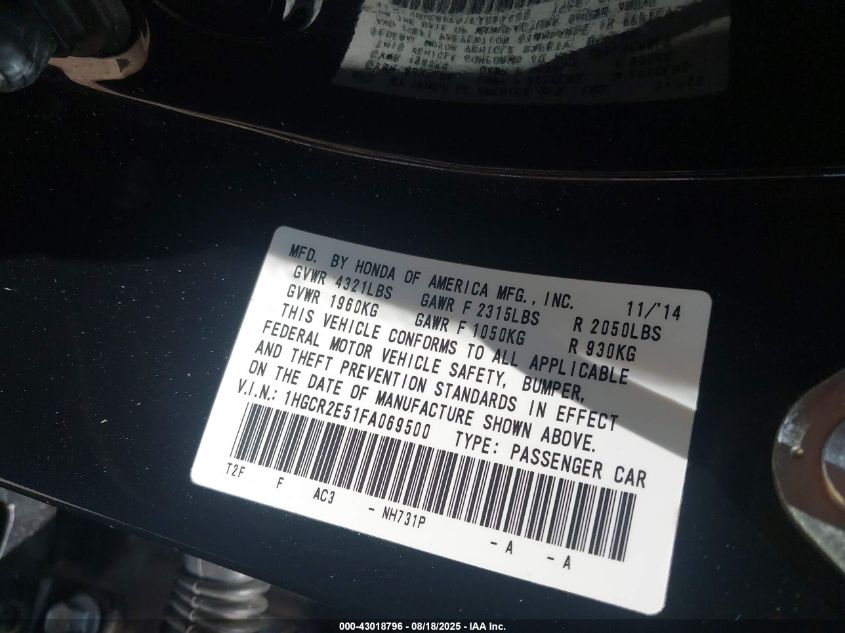 MFD. BY HONDA OF AMERICA MFG., INC. 11/'14
GVWR 4321LBS GAWR F 2315LBS R 2050LBS
GVWR 1960KG GAWR F 1050KG R 930KG
THIS VEHICLE CONFORMS TO ALL APPLICABLE
FEDERAL MOTOR VEHICLE SAFETY, BUMPER,
AND THEFT PREVENTION STANDARDS IN EFFECT
ON THE DATE OF MANUFACTURE SHOWN ABOVE.
V.I.N.: 1HGCR2E51FA069500 TYPE: PASSENGER CAR
T2F F AC3 - NH731P - A - A
000-43018796 - 08/18/2025 - IAA Inc.